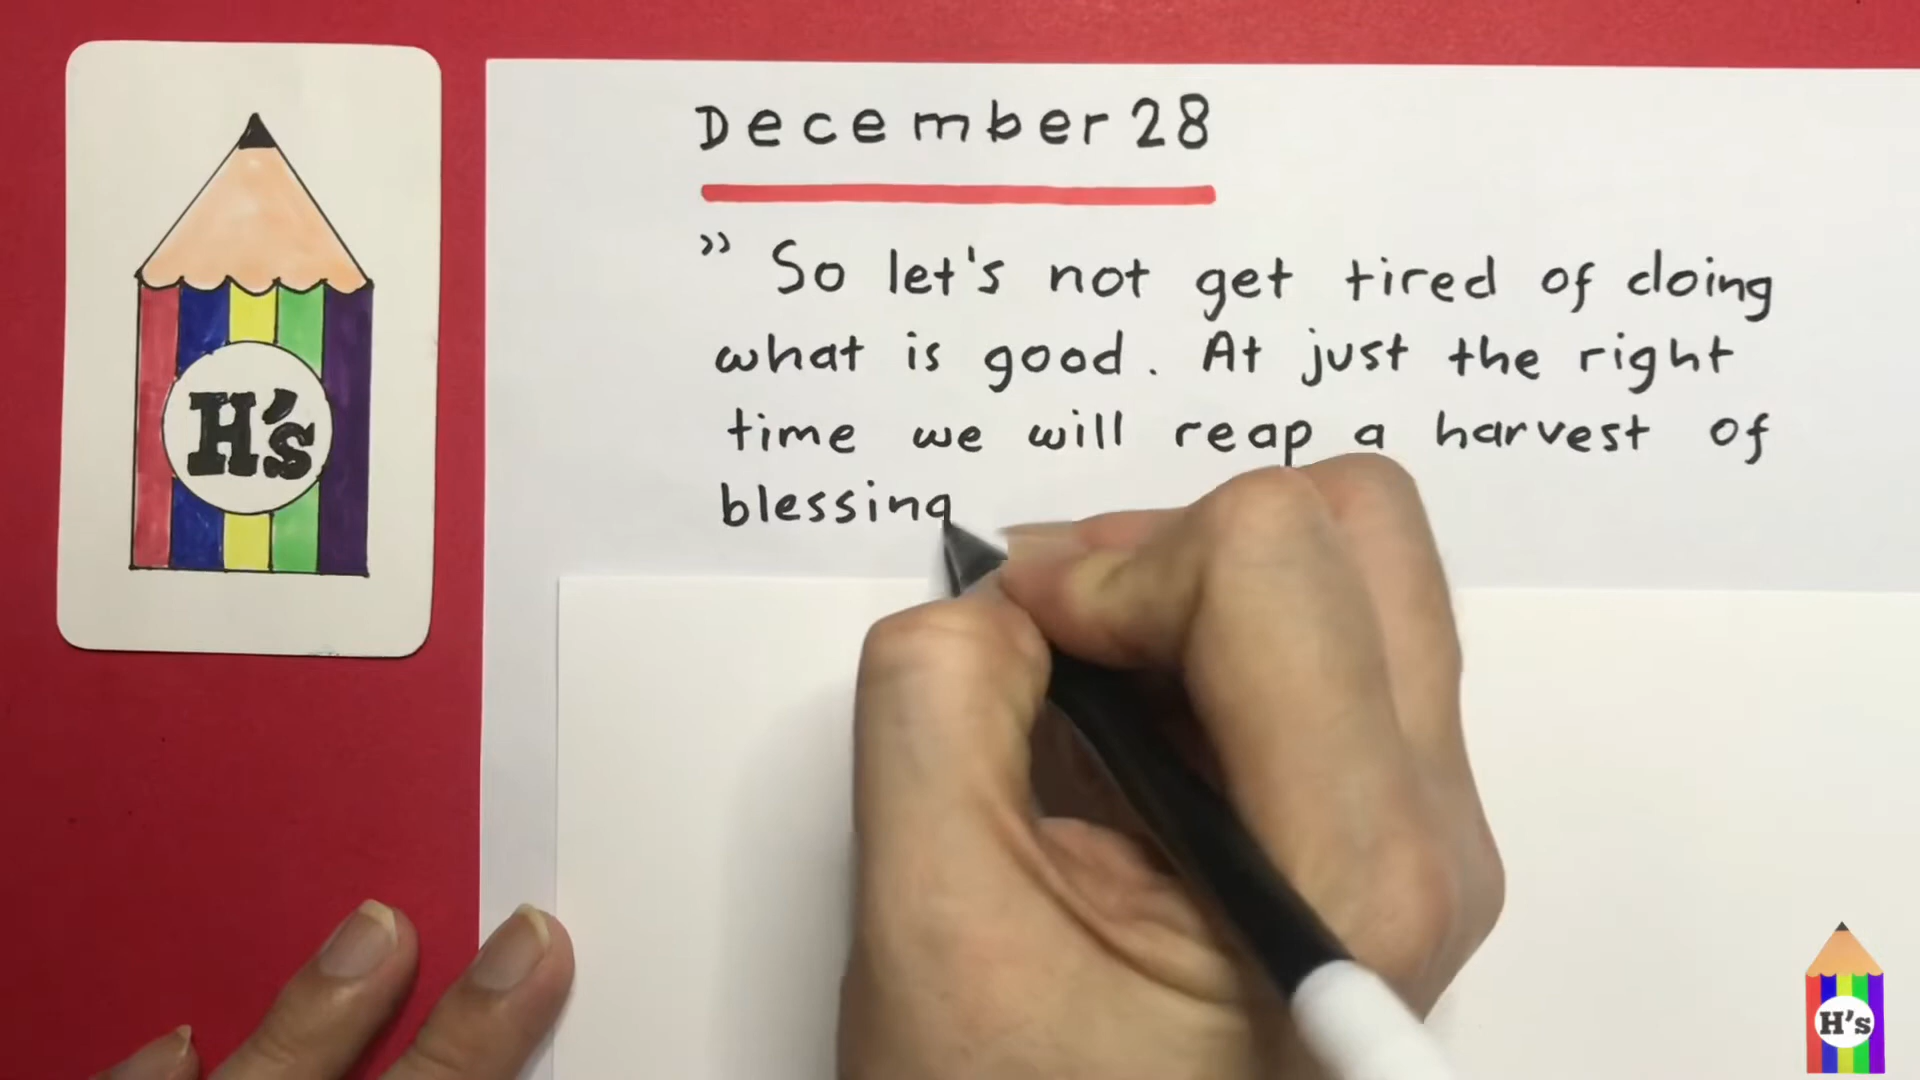 H's
December 28
” So let's not get tired of doing
what is good. At just the right
time we will reap a harvest of
blessing
H's